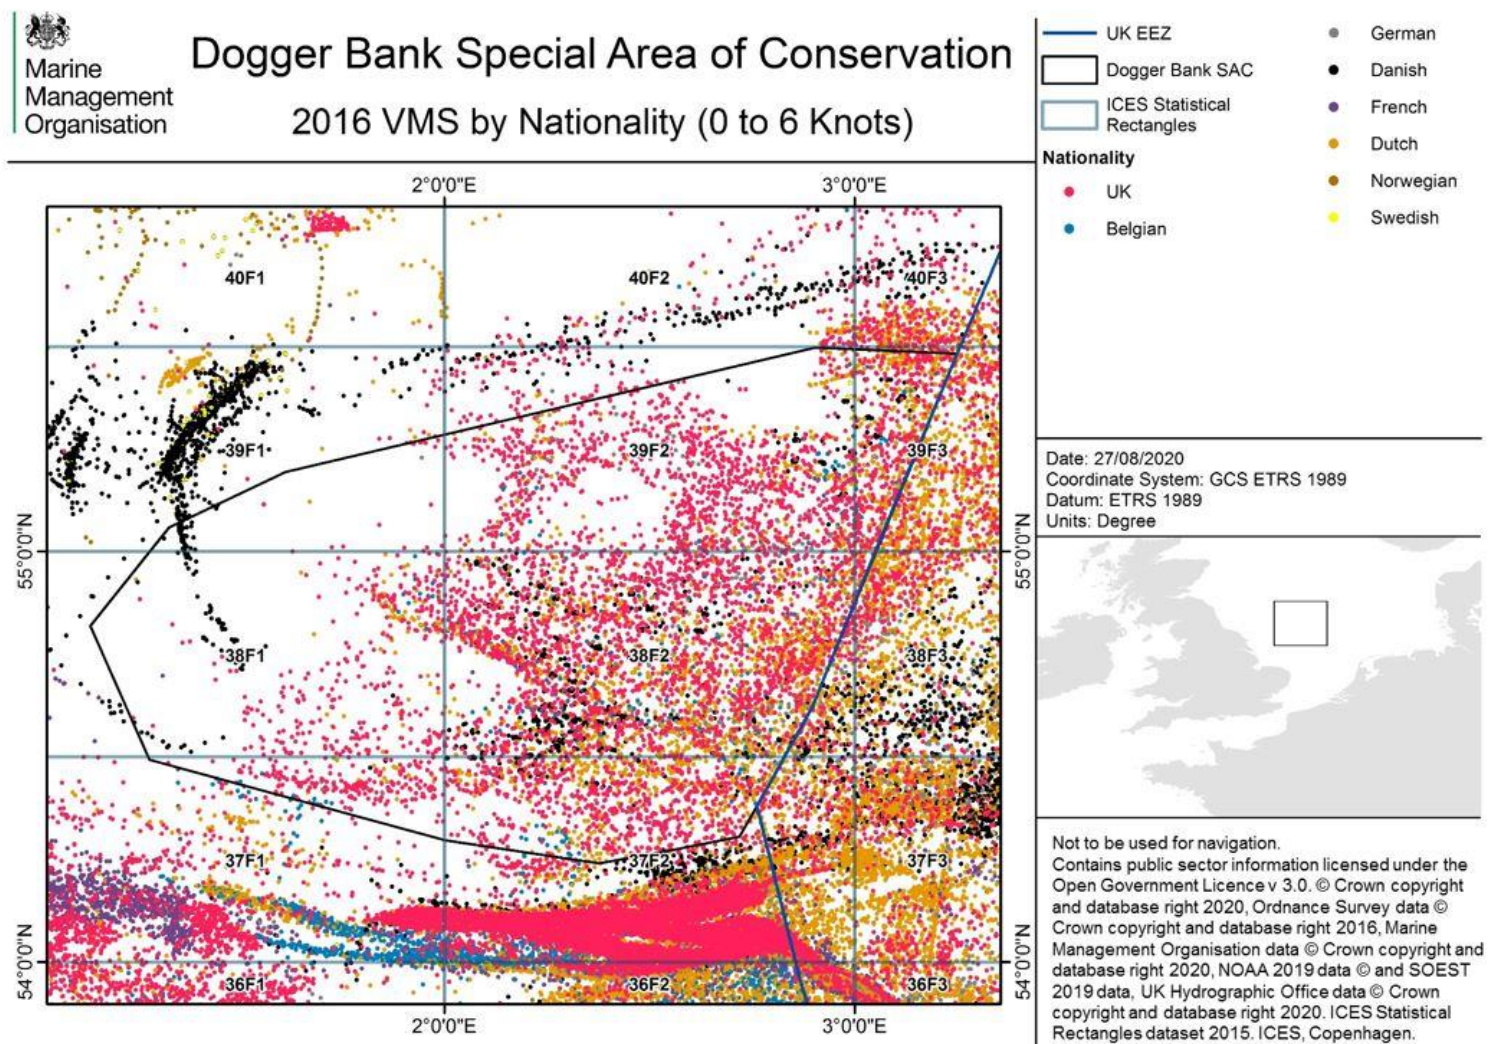 Marine
Management
Organisation
Dogger Bank Special Area of Conservation
2016 VMS by Nationality (0 to 6 Knots)
UK EEZ
Dogger Bank SAC
ICES Statistical
Rectangles
Nationality
UK
Belgian
German
Danish
French
Dutch
Norwegian
Swedish
2°0'0"E
3°0'0"E
40F1
40F2
40F3
39F1
39F2
39F3
55°0'0"N
55°0'0"N
38F1
38F2
38F3
37F1
37F2
37F3
54°0'0"N
54°0'0"N
36F1
36F2
36F3
2°0'0"E
3°0'0"E
Date: 27/08/2020
Coordinate System: GCS ETRS 1989
Datum: ETRS 1989
Units: Degree
Not to be used for navigation.
Contains public sector information licensed under the
Open Government Licence v 3.0. © Crown copyright
and database right 2020, Ordnance Survey data ©
Crown copyright and database right 2016, Marine
Management Organisation data © Crown copyright and
database right 2020, NOAA 2019 data © and SOEST
2019 data, UK Hydrographic Office data © Crown
copyright and database right 2020. ICES Statistical
Rectangles dataset 2015. ICES, Copenhagen.